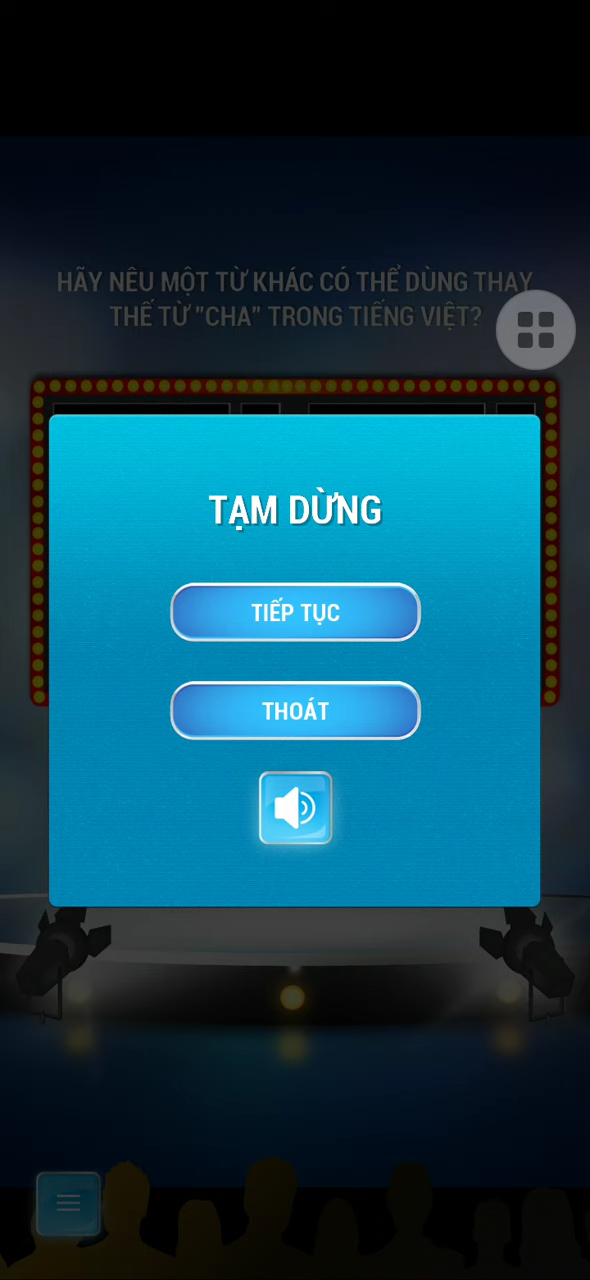 HÃY NÊU MỘT TỪ KHÁC CÓ THỂ DÙNG THAY
THẾ TỪ "CHA" TRONG TIẾNG VIỆT?
TẠM DỪNG
TIẾP TỤC
THOÁT